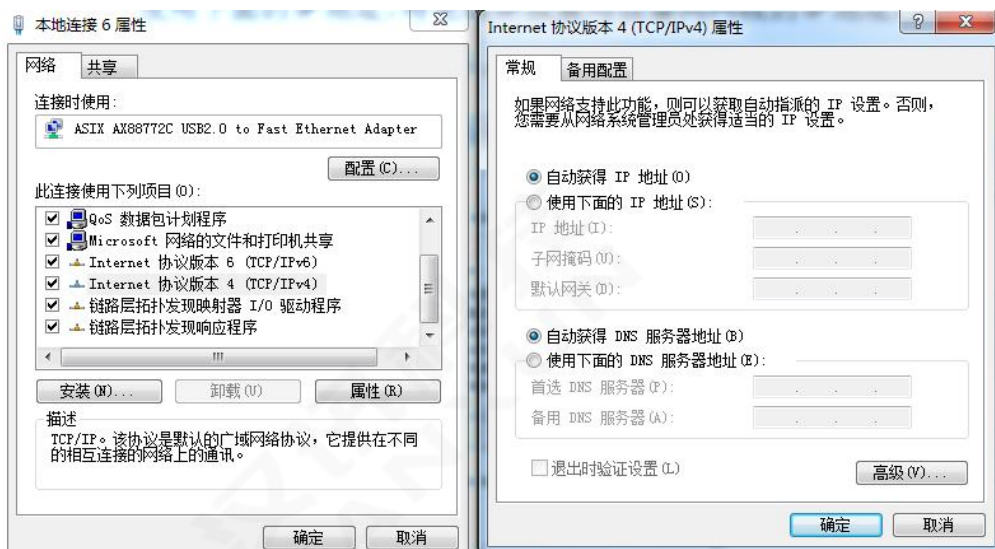 本地连接 6 属性
网络
共享
连接时使用:
ASIX AX88772C USB2.0 to Fast Ethernet Adapter
配置(C)...
此连接使用下列项目(O):
QoS 数据包计划程序
Microsoft 网络的文件和打印机共享
Internet 协议版本 6 (TCP/IPv6)
Internet 协议版本 4 (TCP/IPv4)
链路层拓扑发现映射器 I/O 驱动程序
链路层拓扑发现响应程序
安装(N)...
卸载(U)
属性(R)
描述
TCP/IP。该协议是默认的广域网络协议，它提供在不同
的相互连接的网络上的通讯。
确定
取消
Internet 协议版本 4 (TCP/IPv4) 属性
常规
备用配置
如果网络支持此功能，则可以获取自动指派的 IP 设置。否则，
您需要从网络系统管理员处获得适当的 IP 设置。
自动获得 IP 地址(O)
使用下面的 IP 地址(S):
IP 地址(I):
子网掩码(U):
默认网关(D):
自动获得 DNS 服务器地址(B)
使用下面的 DNS 服务器地址(E):
首选 DNS 服务器(P):
备用 DNS 服务器(A):
退出时验证设置(L)
高级(V)...
确定
取消